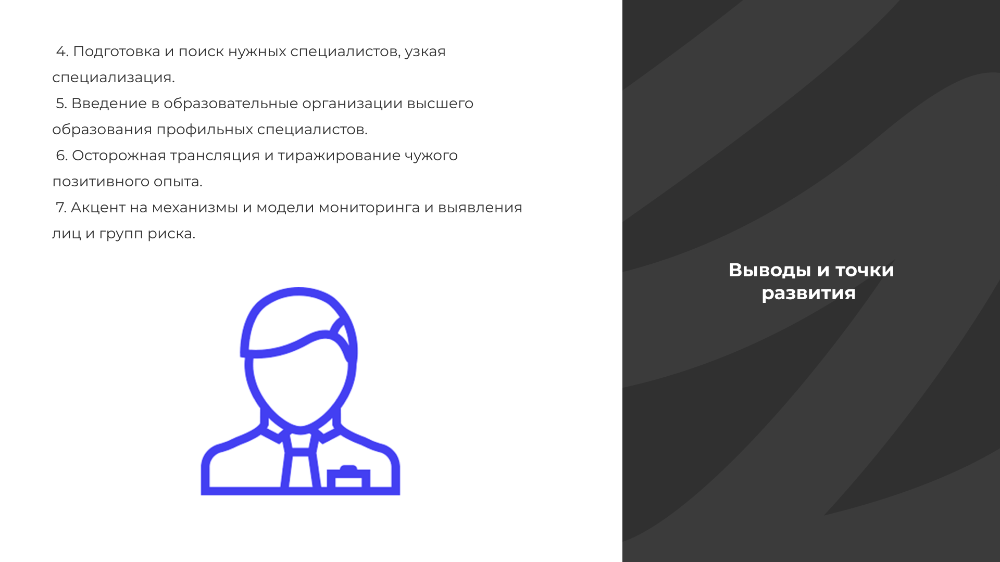 4. Подготовка и поиск нужных специалистов, узкая
специализация.
5. Введение в образовательные организации высшего
образования профильных специалистов.
6. Осторожная трансляция и тиражирование чужого
позитивного опыта.
7. Акцент на механизмы и модели мониторинга и выявления
лиц и групп риска.
Выводы и точки
развития